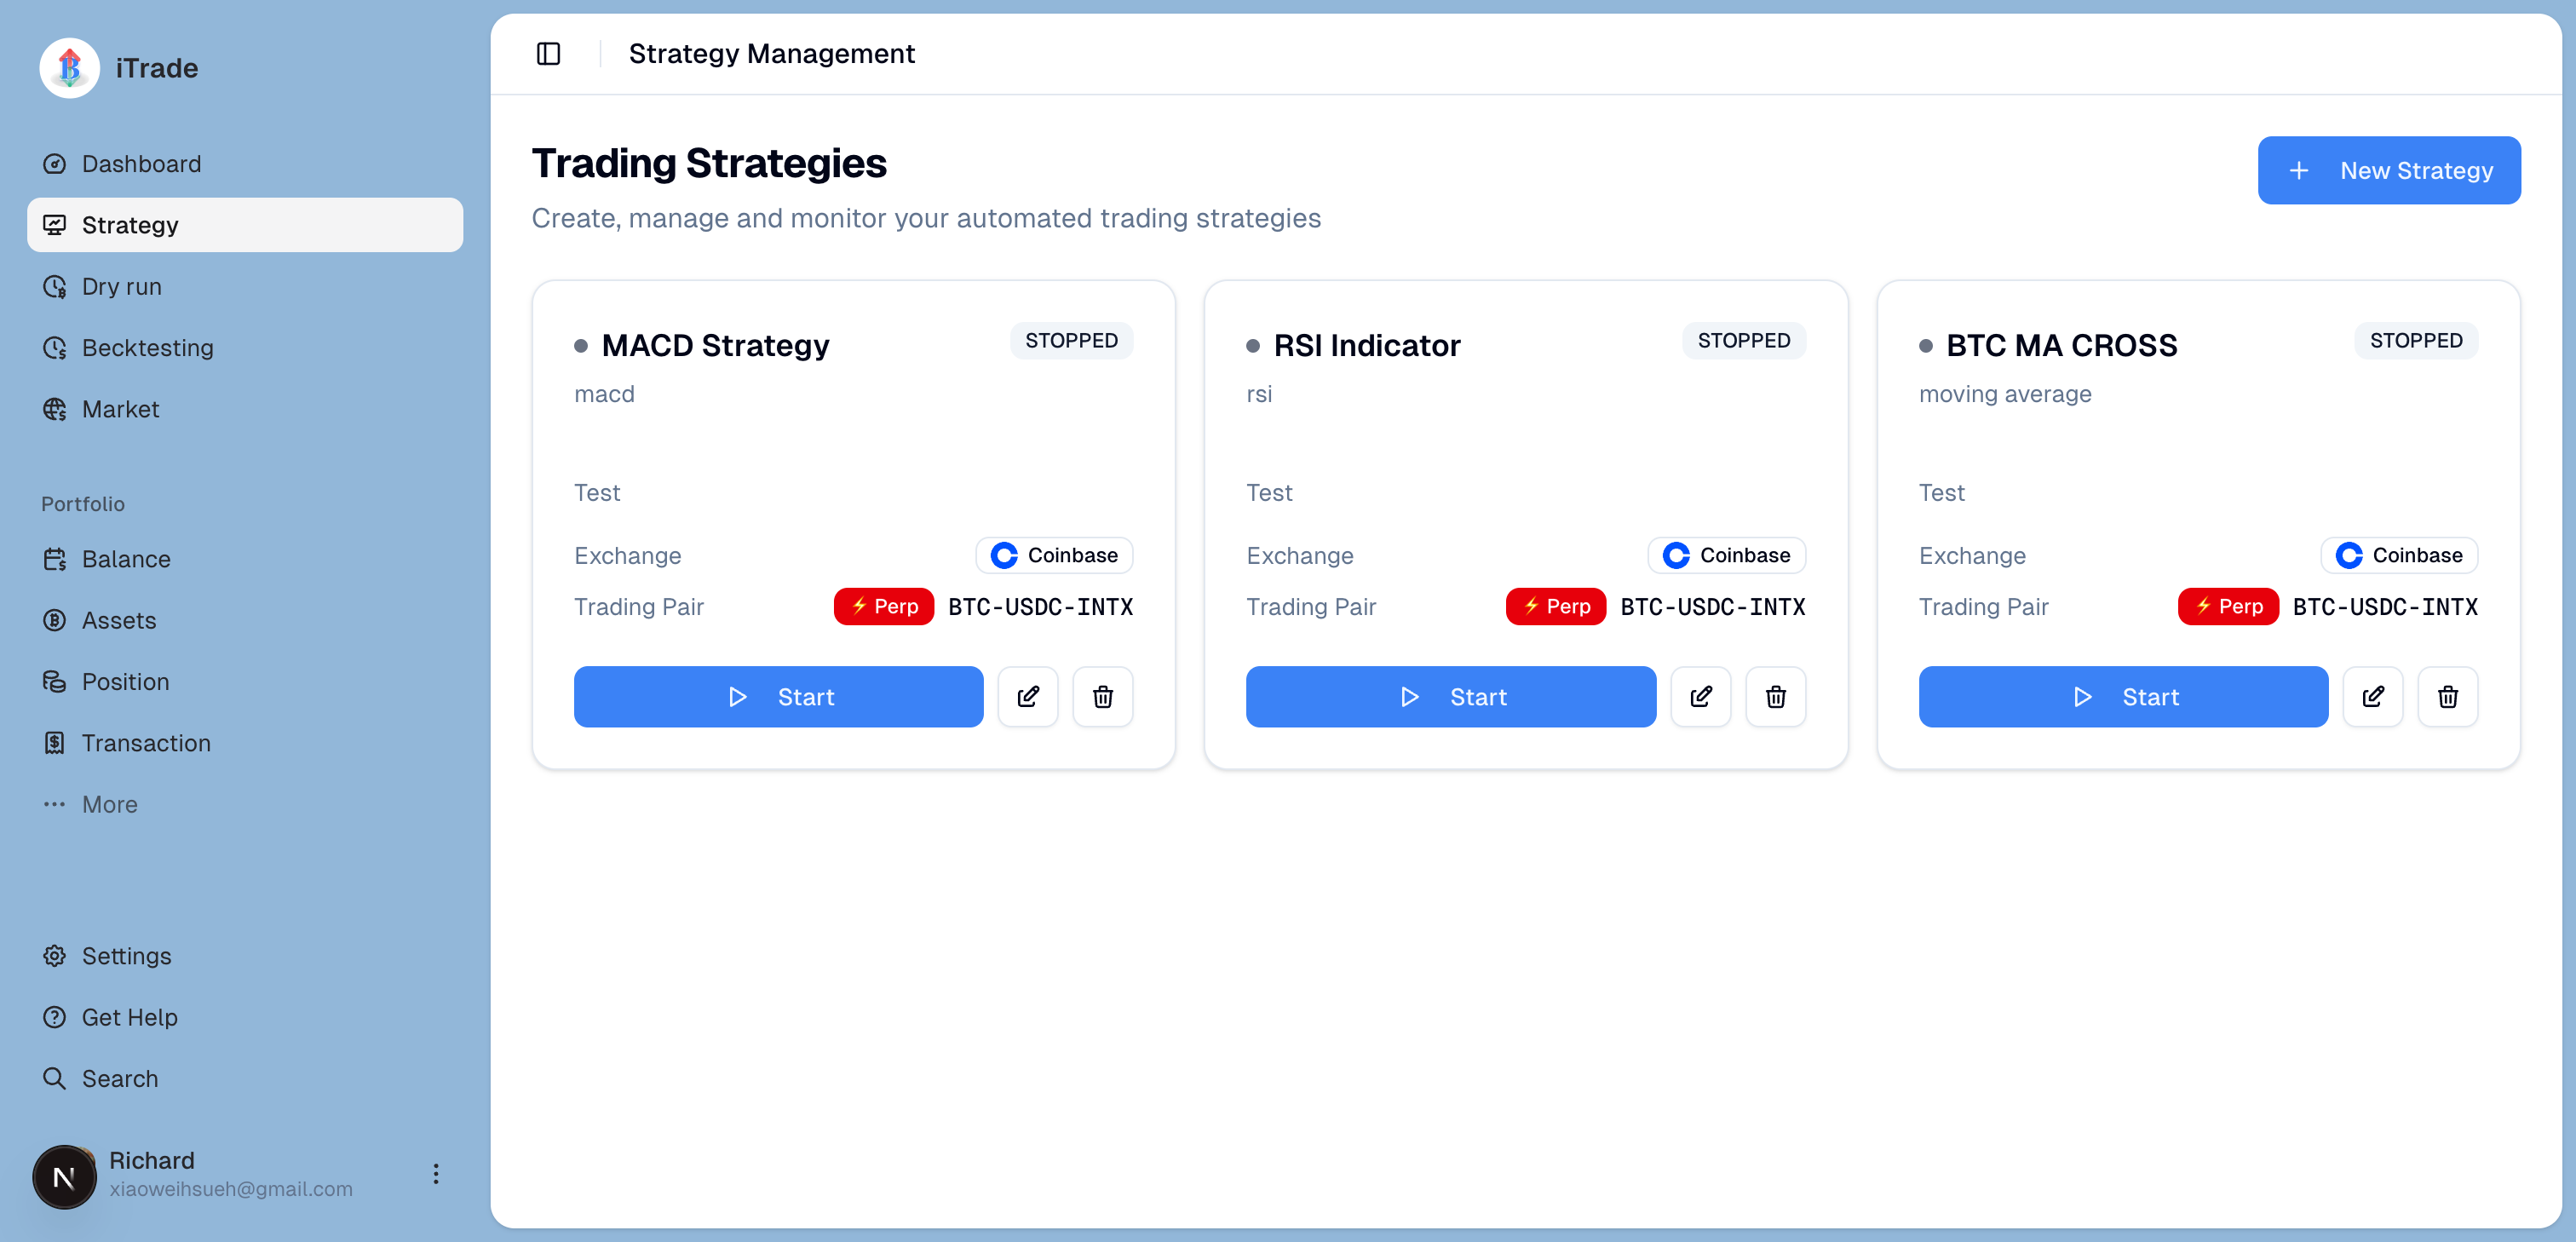 iTrade
Dashboard
Strategy
Dry run
Becktesting
Market
Portfolio
Balance
Assets
Position
Transaction
More
Settings
Get Help
Search
N
Richard
xiaoweihsueh@gmail.com
Strategy Management
Trading Strategies
Create, manage and monitor your automated trading strategies
New Strategy
MACD Strategy STOPPED
macd
Test
Exchange Coinbase
Trading Pair Perp BTC-USDC-INTX
Start
RSI Indicator STOPPED
rsi
Test
Exchange Coinbase
Trading Pair Perp BTC-USDC-INTX
Start
BTC MA CROSS STOPPED
moving average
Test
Exchange Coinbase
Trading Pair Perp BTC-USDC-INTX
Start